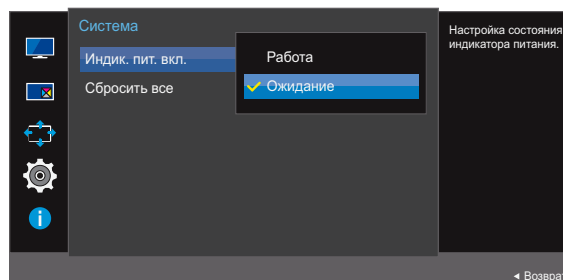 Система
Индик. пит. вкл.
Работа
Ожидание
Сбросить все
Настройка состояния
индикатора питания.
Возврат